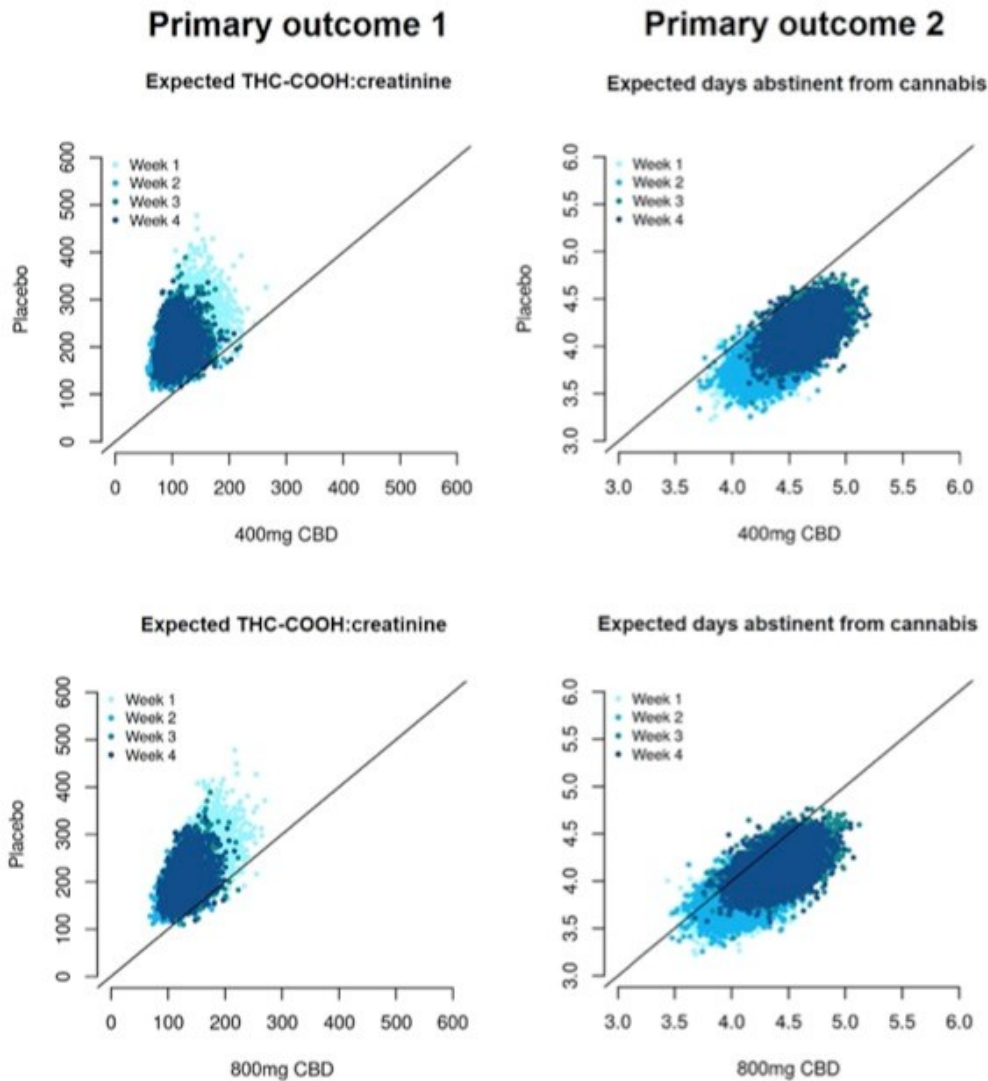 Primary outcome 1
Primary outcome 2
Expected THC-COOH:creatinine
Expected days abstinent from cannabis
Week 1
Week 2
Week 3
Week 4
0
100
200
300
400
500
600
Placebo
0 100 200 300 400 500 600
400mg CBD
Week 1
Week 2
Week 3
Week 4
3.0
3.5
4.0
4.5
5.0
5.5
6.0
Placebo
3.0 3.5 4.0 4.5 5.0 5.5 6.0
400mg CBD
Expected THC-COOH:creatinine
Expected days abstinent from cannabis
Week 1
Week 2
Week 3
Week 4
0
100
200
300
400
500
600
Placebo
0 100 200 300 400 500 600
800mg CBD
Week 1
Week 2
Week 3
Week 4
3.0
3.5
4.0
4.5
5.0
5.5
6.0
3.0 3.5 4.0 4.5 5.0 5.5 6.0
800mg CBD